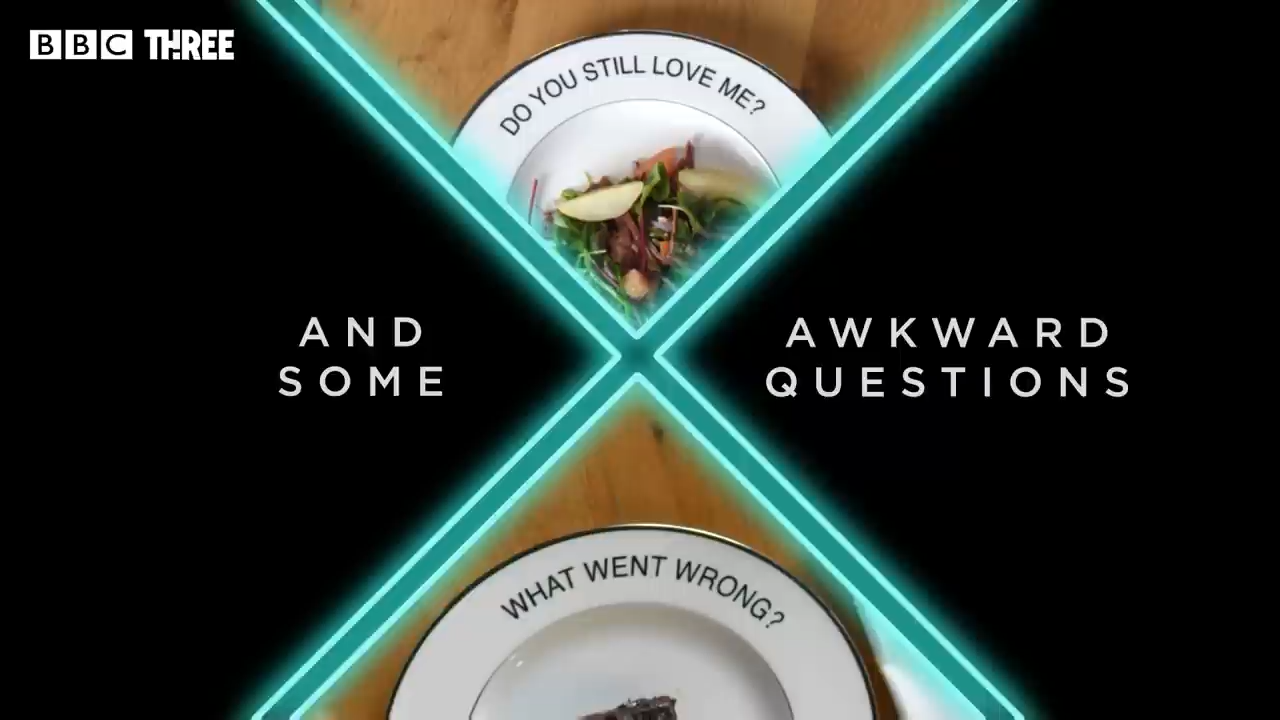 BBC THREE
DO YOU STILL LOVE ME?
AND
SOME
AWKWARD
QUESTIONS
WHAT WENT WRONG?